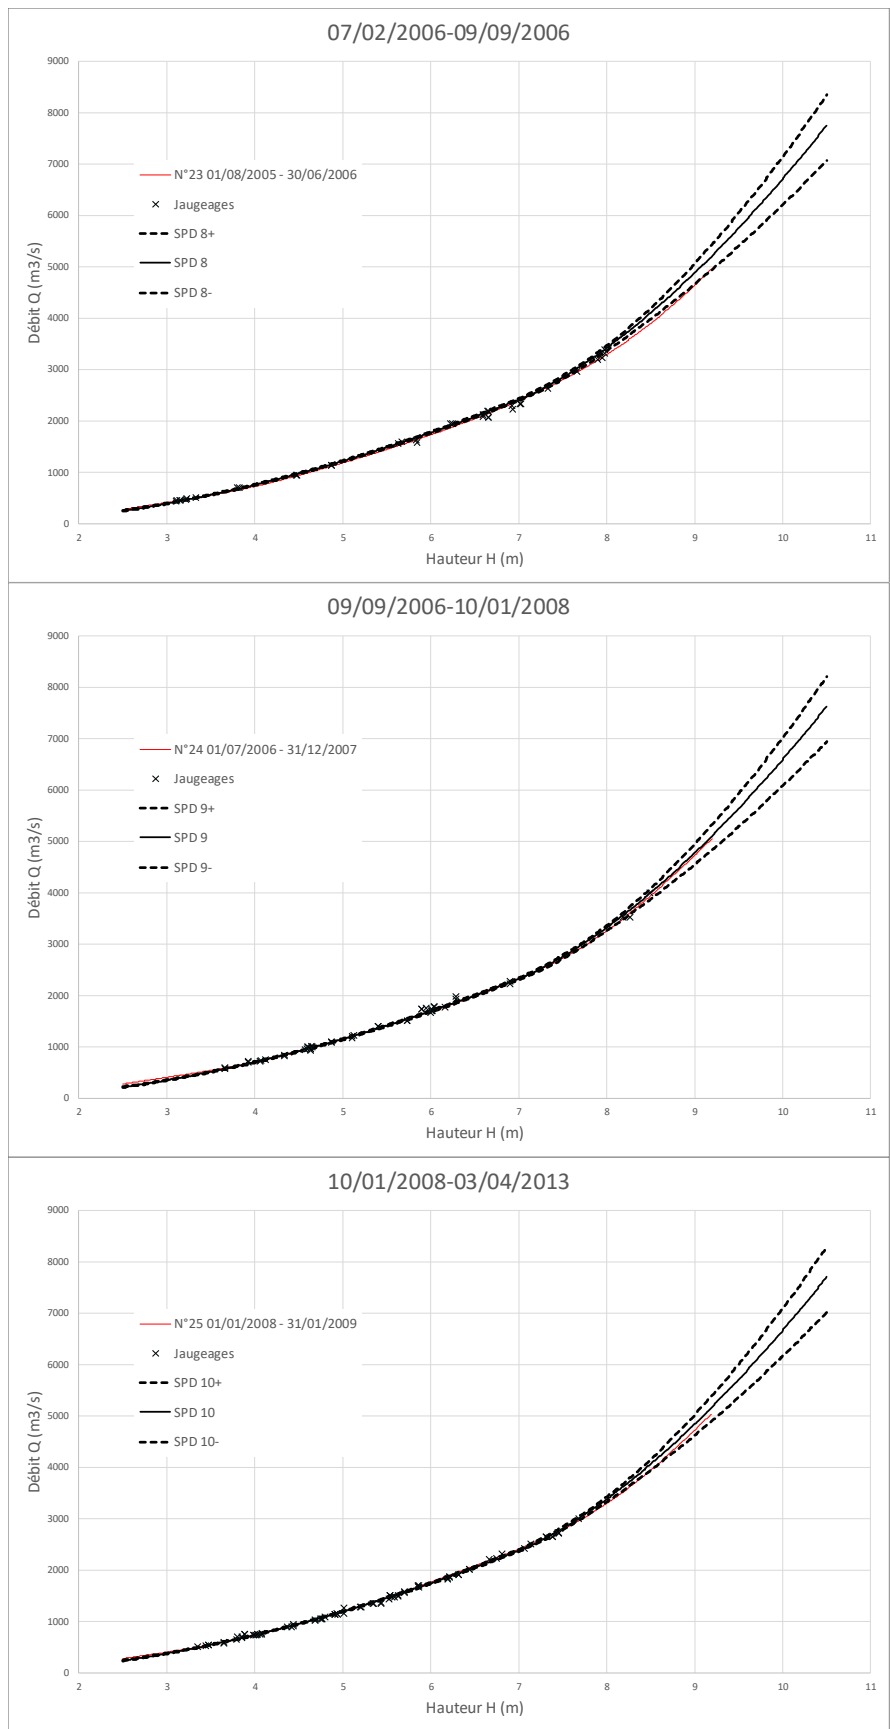 07/02/2006-09/09/2006
9000
8000
7000
6000
5000
4000
3000
2000
1000
0
Débit Q (m3/s)
N°23 01/08/2005 - 30/06/2006
Jaugeages
SPD 8+
SPD 8
SPD 8-
2 3 4 5 6 7 8 9 10 11
Hauteur H (m)
09/09/2006-10/01/2008
9000
8000
7000
6000
5000
4000
3000
2000
1000
0
Débit Q (m3/s)
N°24 01/07/2006 - 31/12/2007
Jaugeages
SPD 9+
SPD 9
SPD 9-
2 3 4 5 6 7 8 9 10 11
Hauteur H (m)
10/01/2008-03/04/2013
9000
8000
7000
6000
5000
4000
3000
2000
1000
0
Débit Q (m3/s)
N°25 01/01/2008 - 31/01/2009
Jaugeages
SPD 10+
SPD 10
SPD 10-
2 3 4 5 6 7 8 9 10 11
Hauteur H (m)